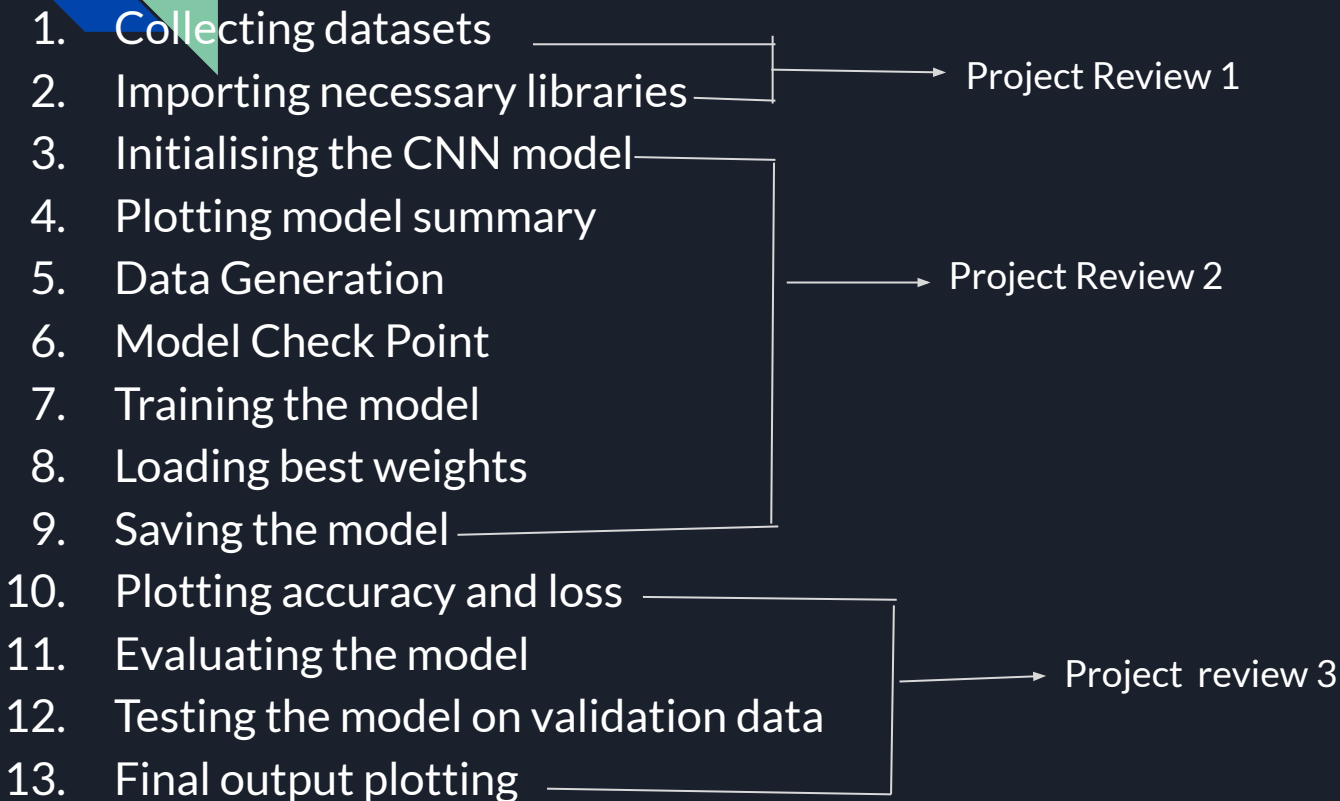 1. Collecting datasets
2. Importing necessary libraries
Project Review 1
3. Initialising the CNN model
4. Plotting model summary
5. Data Generation
Project Review 2
6. Model Check Point
7. Training the model
8. Loading best weights
9. Saving the model
10. Plotting accuracy and loss
11. Evaluating the model
Project review 3
12. Testing the model on validation data
13. Final output plotting